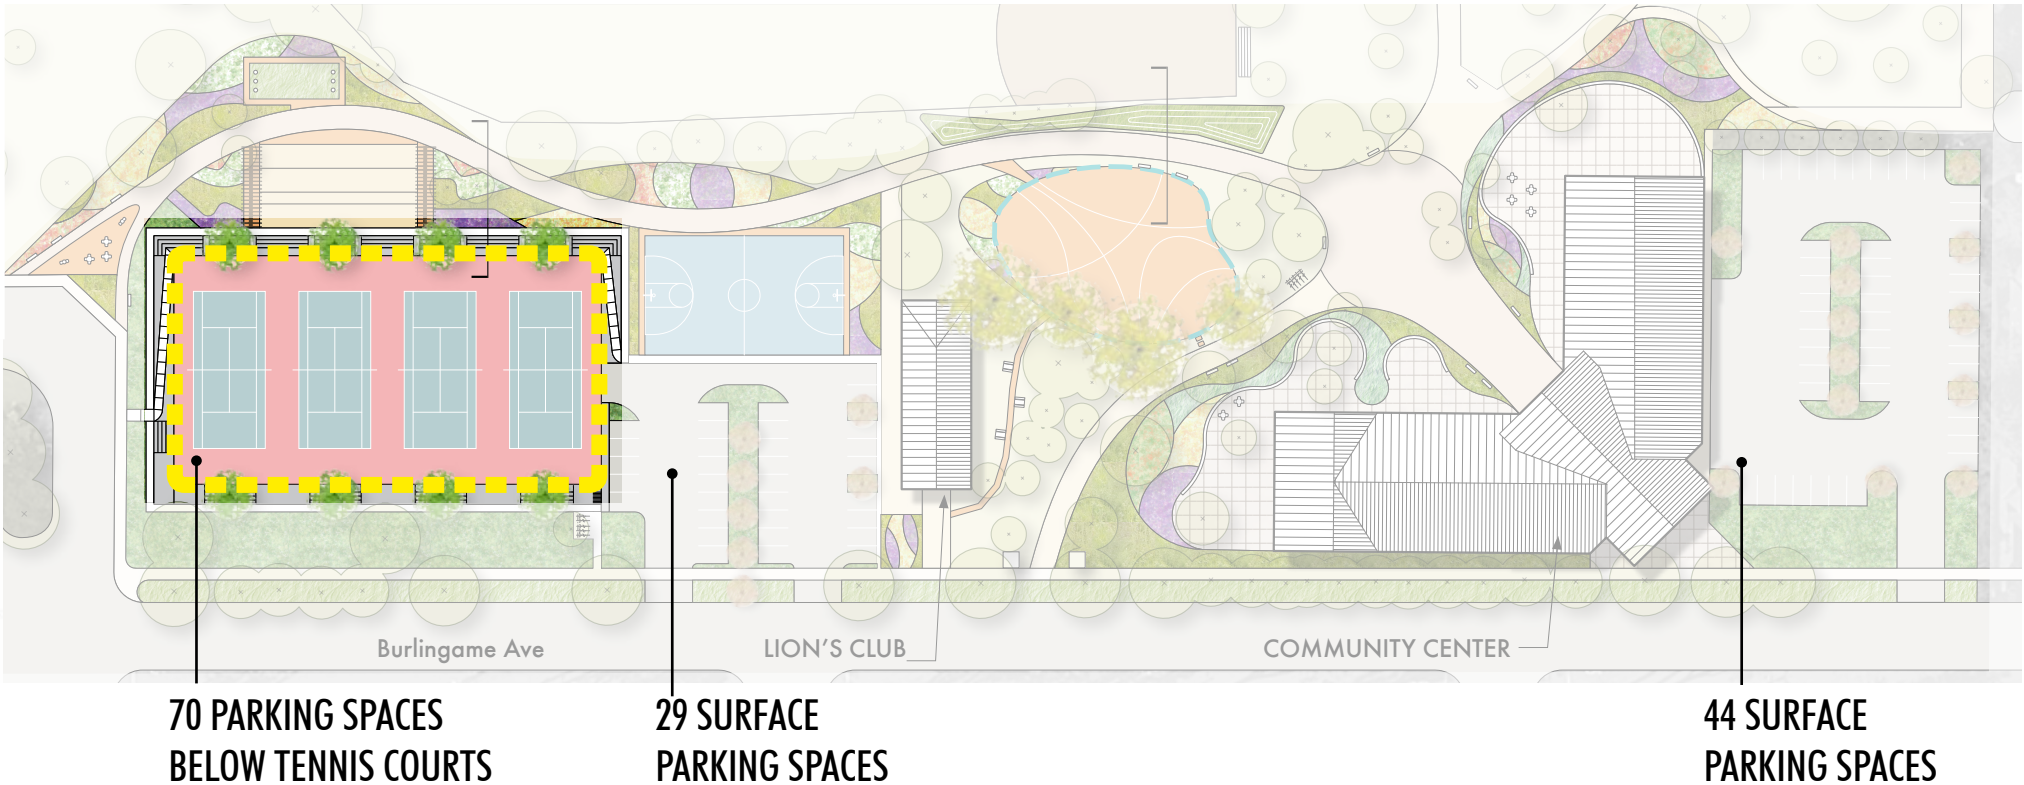 Burlingame Ave
LION'S CLUB
COMMUNITY CENTER
70 PARKING SPACES
BELOW TENNIS COURTS
29 SURFACE
PARKING SPACES
44 SURFACE
PARKING SPACES